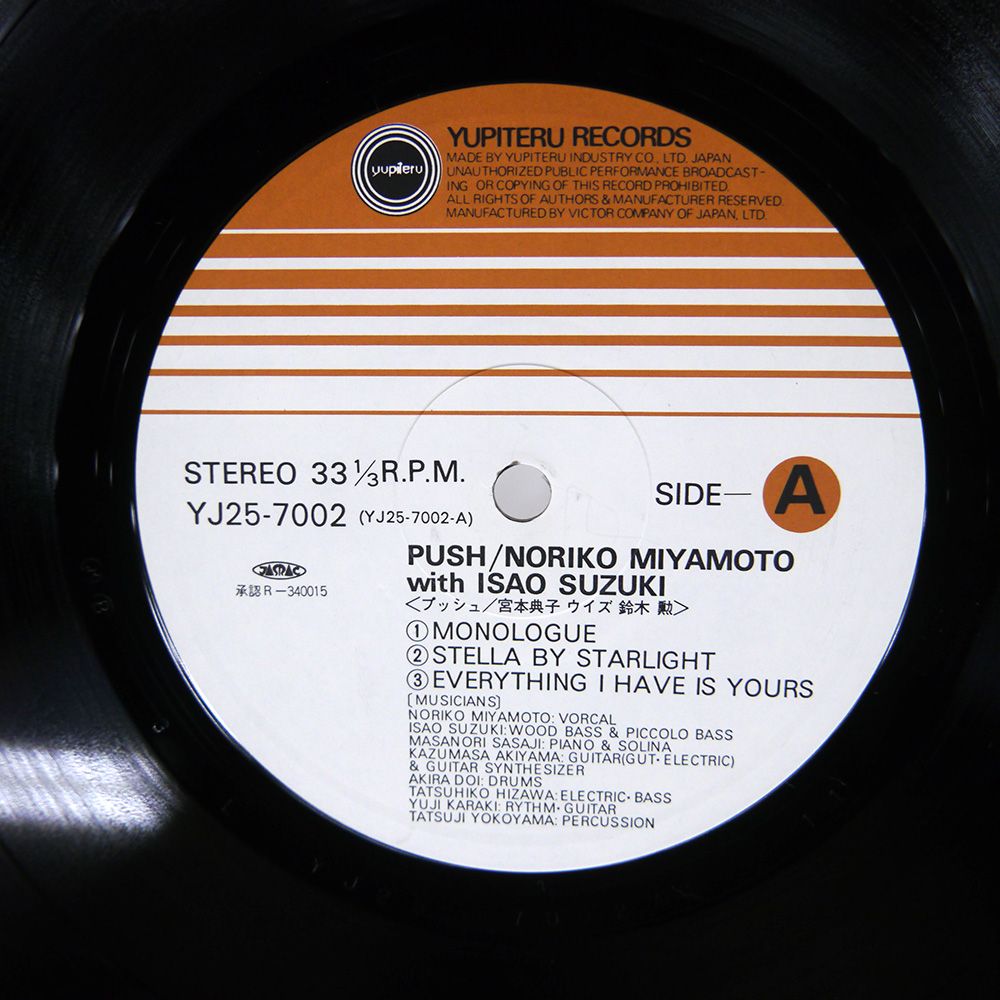 yupiteru
YUPITERU RECORDS
MADE BY YUPITERU INDUSTRY CO., LTD. JAPAN
UNAUTHORIZED PUBLIC PERFORMANCE BROADCAST-
ING OR COPYING OF THIS RECORD PROHIBITED.
ALL RIGHTS OF AUTHORS & MANUFACTURER RESERVED.
MANUFACTURED BY VICTOR COMPANY OF JAPAN, LTD.
STEREO 33 1/3 R.P.M.
YJ25-7002 (YJ25-7002-A)
SIDE— A
JASRAC
承認R-340015
PUSH/NORIKO MIYAMOTO
with ISAO SUZUKI
<プッシュ/宮本典子 ウイズ 鈴木 勲>
①MONOLOGUE
②STELLA BY STARLIGHT
③EVERYTHING I HAVE IS YOURS
[MUSICIANS]
NORIKO MIYAMOTO: VORCAL
ISAO SUZUKI: WOOD BASS & PICCOLO BASS
MASANORI SASAJI: PIANO & SOLINA
KAZUMASA AKIYAMA: GUITAR(GUT・ELECTRIC)
& GUITAR SYNTHESIZER
AKIRA DOI: DRUMS
TATSUHIKO HIZAWA: ELECTRIC・BASS
YUJI KARAKI: RYTHM・GUITAR
TATSUJI YOKOYAMA: PERCUSSION